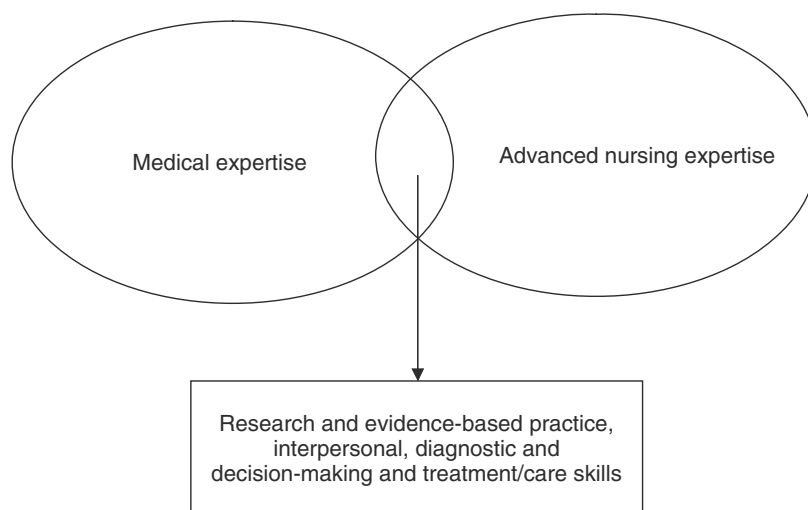 Medical expertise
Advanced nursing expertise
Research and evidence-based practice,
interpersonal, diagnostic and
decision-making and treatment/care skills